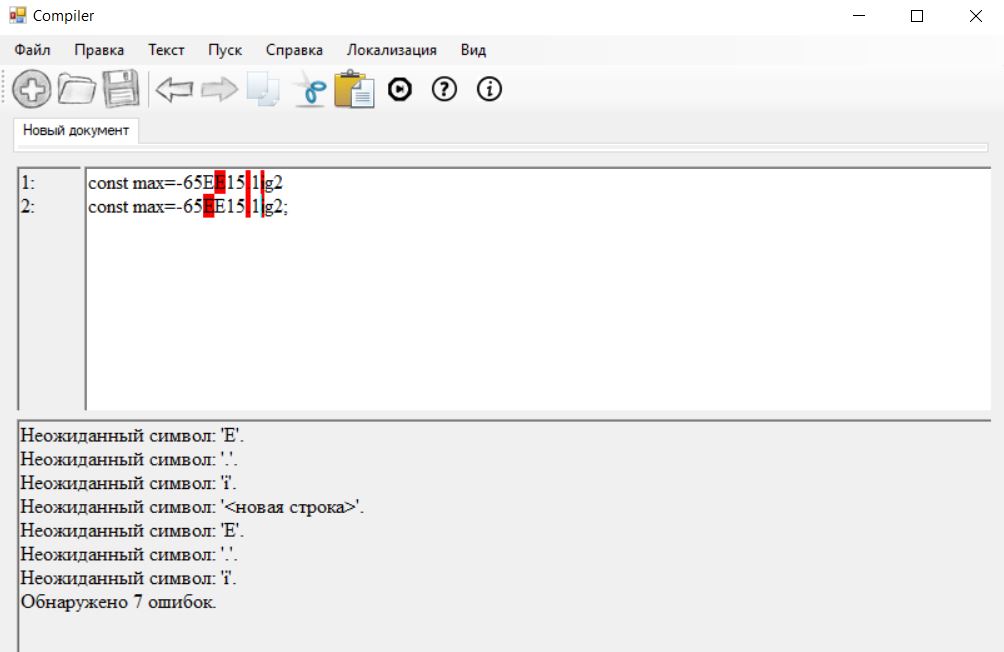 Compiler
Файл Правка Текст Пуск Справка Локализация Вид
Новый документ
1: const max=-65EE15.1ig2
2: const max=-65EE15.1ig2;
Неожиданный символ: 'E'.
Неожиданный символ: '.'.
Неожиданный символ: 'i'.
Неожиданный символ: '<новая строка>'.
Неожиданный символ: 'E'.
Неожиданный символ: '.'.
Неожиданный символ: 'i'.
Обнаружено 7 ошибок.